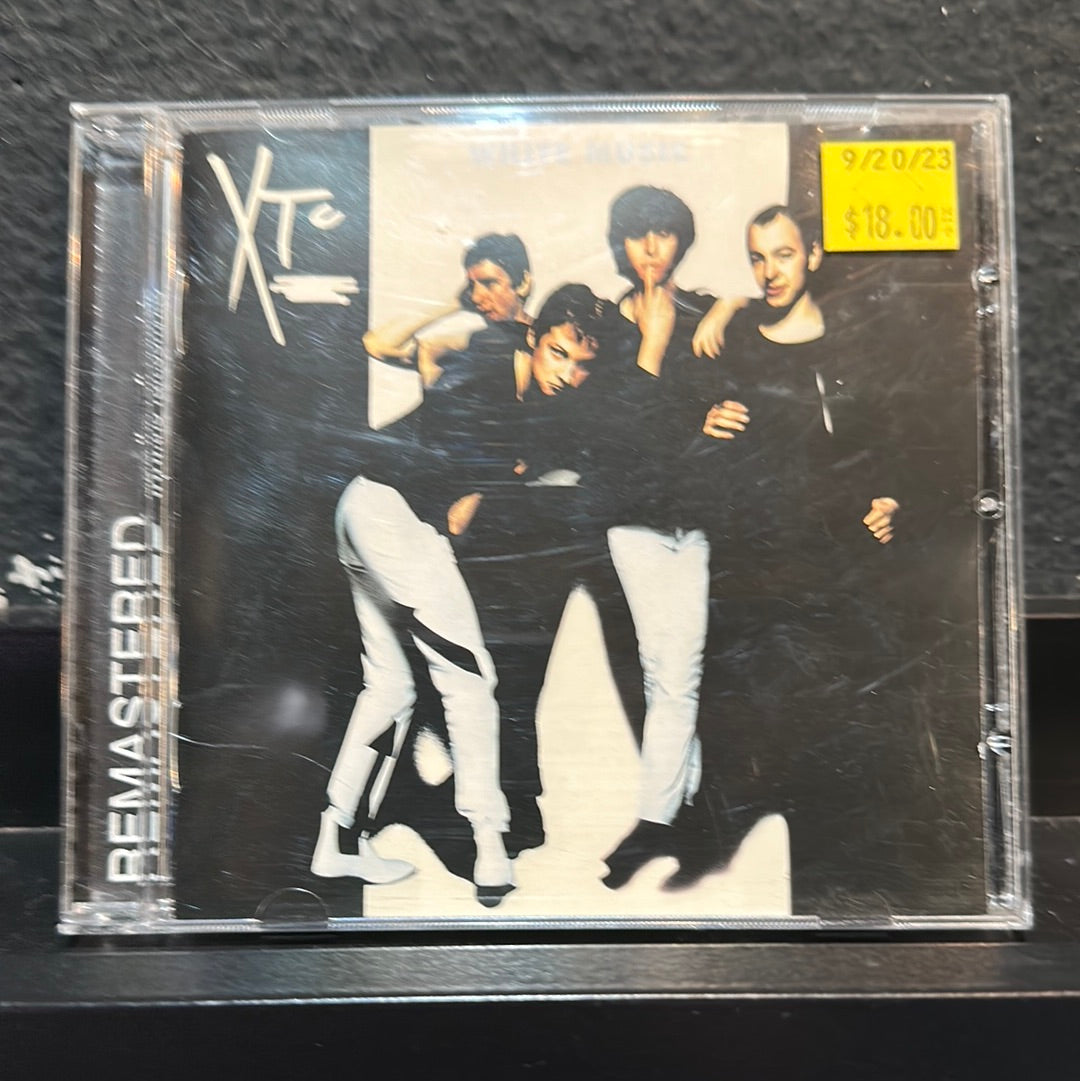 XTC
WHITE MUSIC
9/20/23
$18.00
REMASTERED